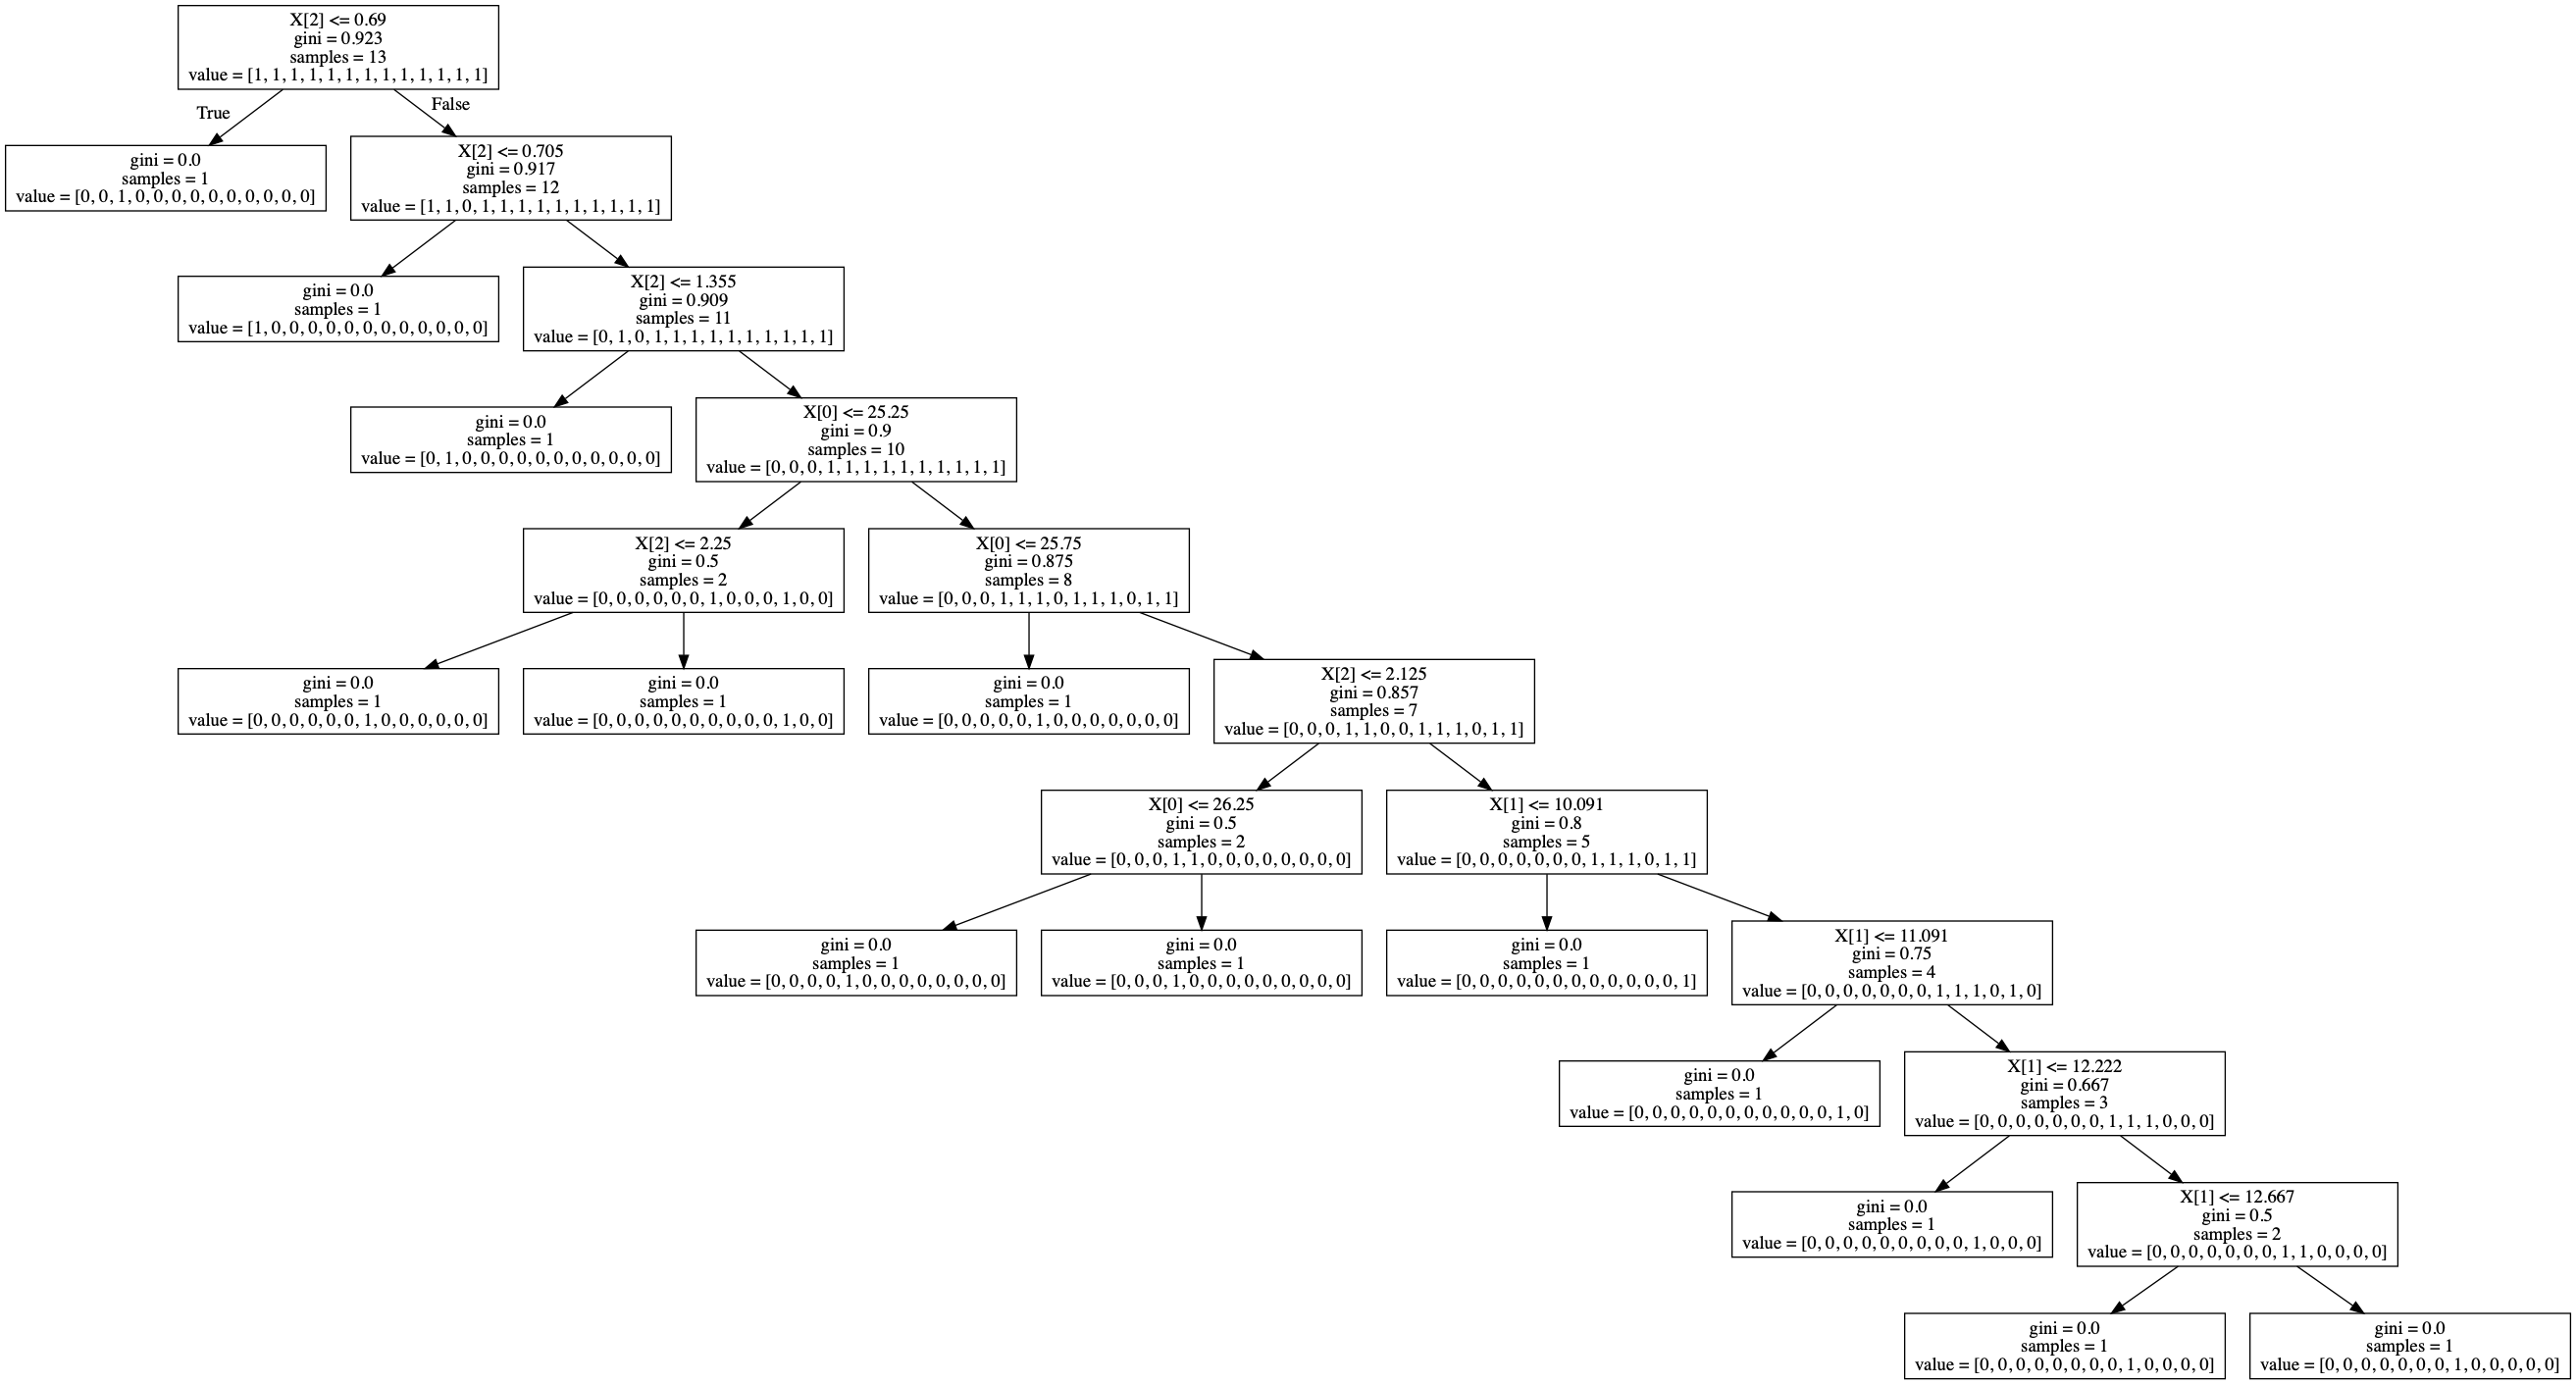 X[2] <= 0.69
gini = 0.923
samples = 13
value = [1, 1, 1, 1, 1, 1, 1, 1, 1, 1, 1, 1, 1]
True
False
gini = 0.0
samples = 1
value = [0, 0, 1, 0, 0, 0, 0, 0, 0, 0, 0, 0, 0]
X[2] <= 0.705
gini = 0.917
samples = 12
value = [1, 1, 0, 1, 1, 1, 1, 1, 1, 1, 1, 1, 1]
gini = 0.0
samples = 1
value = [1, 0, 0, 0, 0, 0, 0, 0, 0, 0, 0, 0, 0]
X[2] <= 1.355
gini = 0.909
samples = 11
value = [0, 1, 0, 1, 1, 1, 1, 1, 1, 1, 1, 1, 1]
gini = 0.0
samples = 1
value = [0, 1, 0, 0, 0, 0, 0, 0, 0, 0, 0, 0, 0]
X[0] <= 25.25
gini = 0.9
samples = 10
value = [0, 0, 0, 1, 1, 1, 1, 1, 1, 1, 1, 1, 1]
X[2] <= 2.25
gini = 0.5
samples = 2
value = [0, 0, 0, 0, 0, 0, 1, 0, 0, 0, 1, 0, 0]
X[0] <= 25.75
gini = 0.875
samples = 8
value = [0, 0, 0, 1, 1, 1, 0, 1, 1, 1, 0, 1, 1]
gini = 0.0
samples = 1
value = [0, 0, 0, 0, 0, 0, 1, 0, 0, 0, 0, 0, 0]
gini = 0.0
samples = 1
value = [0, 0, 0, 0, 0, 0, 0, 0, 0, 0, 1, 0, 0]
gini = 0.0
samples = 1
value = [0, 0, 0, 0, 0, 1, 0, 0, 0, 0, 0, 0, 0]
X[2] <= 2.125
gini = 0.857
samples = 7
value = [0, 0, 0, 1, 1, 0, 0, 1, 1, 1, 0, 1, 1]
X[0] <= 26.25
gini = 0.5
samples = 2
value = [0, 0, 0, 1, 1, 0, 0, 0, 0, 0, 0, 0, 0]
X[1] <= 10.091
gini = 0.8
samples = 5
value = [0, 0, 0, 0, 0, 0, 0, 1, 1, 1, 0, 1, 1]
gini = 0.0
samples = 1
value = [0, 0, 0, 0, 1, 0, 0, 0, 0, 0, 0, 0, 0]
gini = 0.0
samples = 1
value = [0, 0, 0, 1, 0, 0, 0, 0, 0, 0, 0, 0, 0]
gini = 0.0
samples = 1
value = [0, 0, 0, 0, 0, 0, 0, 0, 0, 0, 0, 0, 1]
X[1] <= 11.091
gini = 0.75
samples = 4
value = [0, 0, 0, 0, 0, 0, 0, 1, 1, 1, 0, 1, 0]
gini = 0.0
samples = 1
value = [0, 0, 0, 0, 0, 0, 0, 0, 0, 0, 0, 1, 0]
X[1] <= 12.222
gini = 0.667
samples = 3
value = [0, 0, 0, 0, 0, 0, 0, 1, 1, 1, 0, 0, 0]
gini = 0.0
samples = 1
value = [0, 0, 0, 0, 0, 0, 0, 0, 0, 1, 0, 0, 0]
X[1] <= 12.667
gini = 0.5
samples = 2
value = [0, 0, 0, 0, 0, 0, 0, 1, 1, 0, 0, 0, 0]
gini = 0.0
samples = 1
value = [0, 0, 0, 0, 0, 0, 0, 0, 1, 0, 0, 0, 0]
gini = 0.0
samples = 1
value = [0, 0, 0, 0, 0, 0, 0, 1, 0, 0, 0, 0, 0]